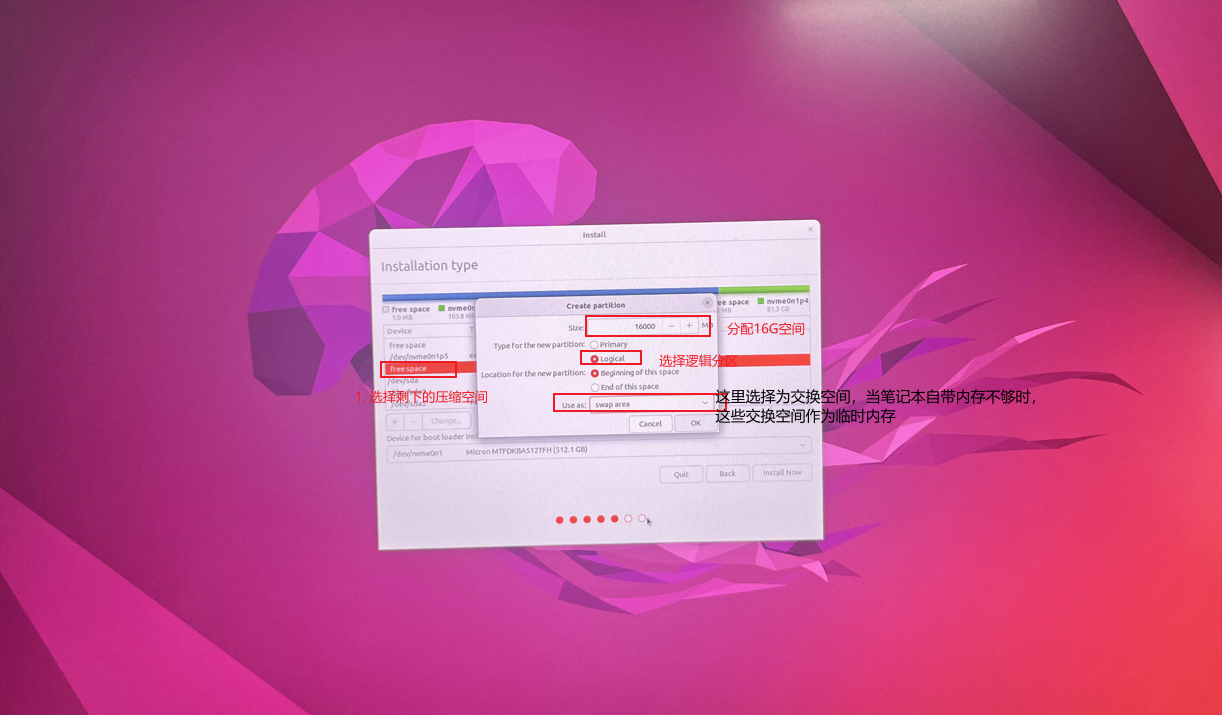 Install
Installation type
free space
5.0 MB
103.8 MB
free space
nvme0n1p4
81.3 GB
Device
free space
/dev/nvme0n1p5
free space
/dev/sda
Create partition
Size:
16000
Type for the new partition:
Primary
Logical
Location for the new partition:
Beginning of this space
End of this space
Use as:
swap area
Cancel
OK
分配16G空间
选择逻辑分区
1. 选择剩下的压缩空间
这里选择为交换空间，当笔记本自带内存不够时，
这些交换空间作为临时内存
Change...
Device for boot loader
/dev/nvme0n1 Micron MTFDKBA512TFH (512.1 GB)
Quit
Back
Install Now